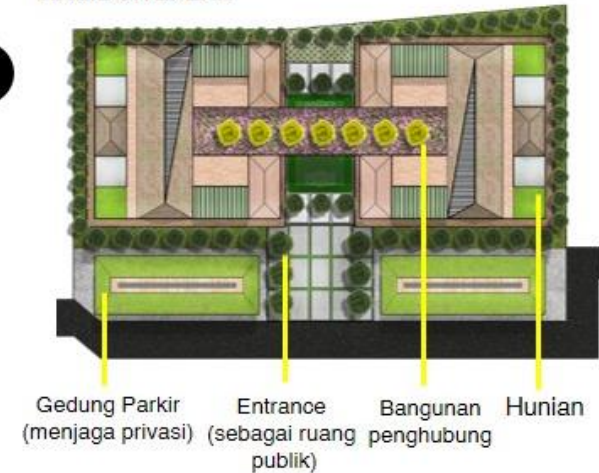 Gedung Parkir
(menjaga privasi)
Entrance
(sebagai ruang
publik)
Bangunan
penghubung
Hunian